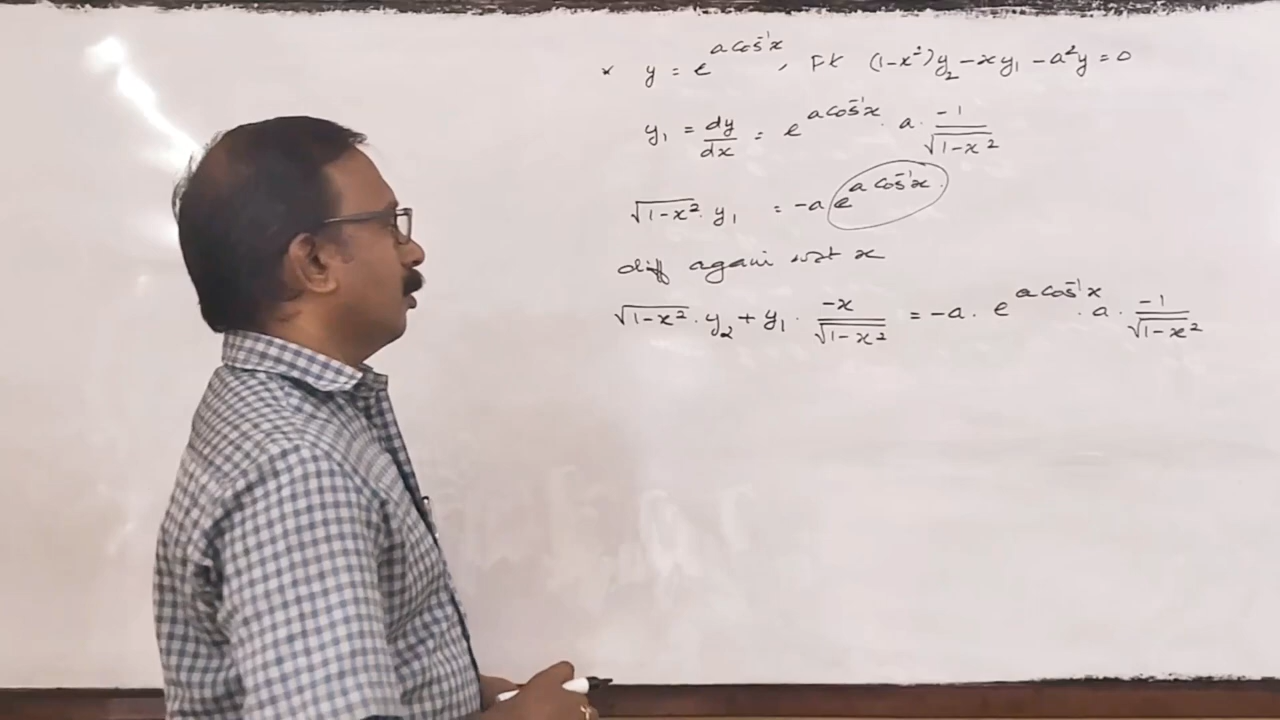 * y = e^{a cos⁻¹x}, PT (1-x²)y₂ - xy₁ - a²y = 0
y₁ = dy/dx = e^{a cos⁻¹x} . a . -1/√(1-x²)
√(1-x²) . y₁ = -a e^{a cos⁻¹x} .
diff again wrt x
√(1-x²) . y₂ + y₁ . -x/√(1-x²) = -a . e^{a cos⁻¹x} . a . -1/√(1-x²)